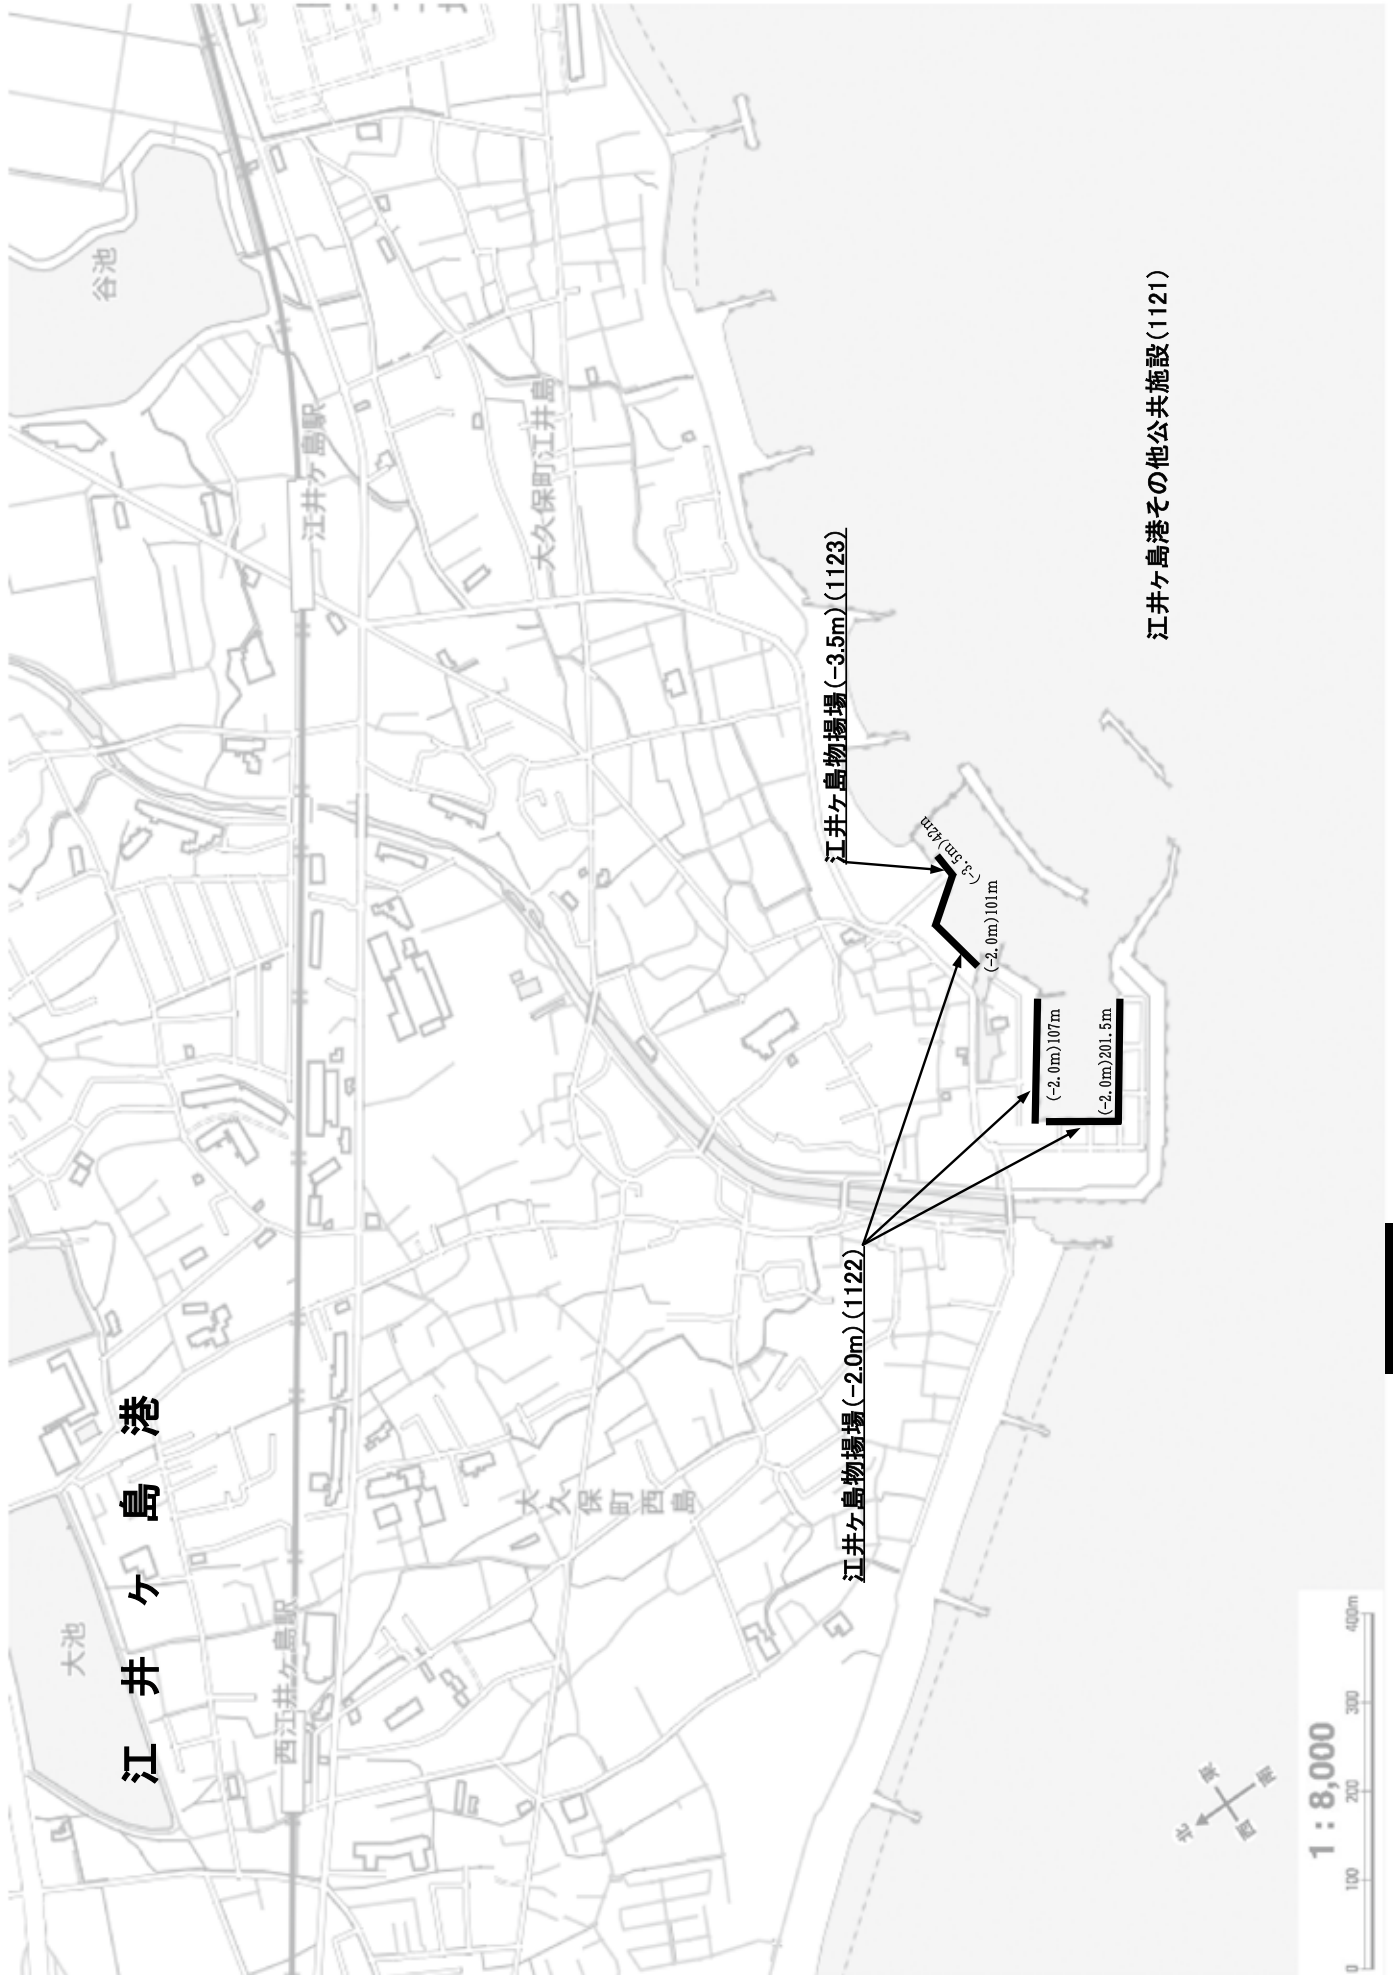 江井ヶ島港
谷池
大池
江井ヶ島駅
西江井ヶ島駅
大久保町江井島
大久保町西島
江井ヶ島物揚場(-3.5m)(1123)
(-3.5m)42m
(-2.0m)101m
(-2.0m)107m
(-2.0m)201.5m
江井ヶ島物揚場(-2.0m)(1122)
江井ヶ島港その他公共施設(1121)
北
東
西
南
1:8,000
0 100 200 300 400m